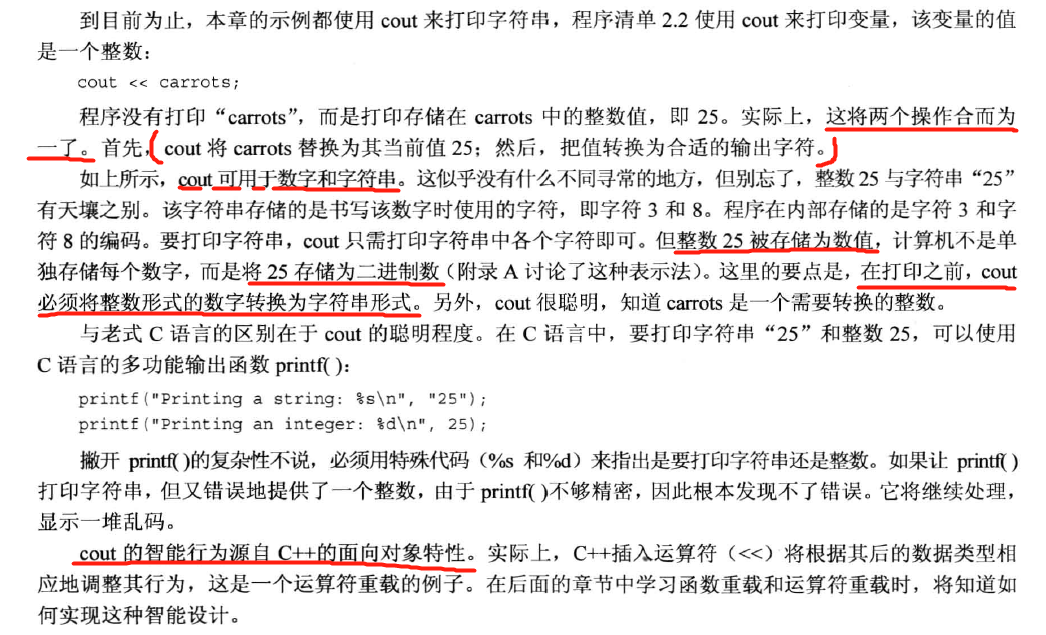 到目前为止，本章的示例都使用 cout 来打印字符串，程序清单 2.2 使用 cout 来打印变量，该变量的值
是一个整数：
cout << carrots;
程序没有打印“carrots”，而是打印存储在 carrots 中的整数值，即 25。实际上，这将两个操作合而为
一了。首先，cout 将 carrots 替换为其当前值 25；然后，把值转换为合适的输出字符。
如上所示，cout 可用于数字和字符串。这似乎没有什么不同寻常的地方，但别忘了，整数 25 与字符串“25”
有天壤之别。该字符串存储的是书写该数字时使用的字符，即字符 3 和 8。程序在内部存储的是字符 3 和字
符 8 的编码。要打印字符串，cout 只需打印字符串中各个字符即可。但整数 25 被存储为数值，计算机不是单
独存储每个数字，而是将 25 存储为二进制数（附录 A 讨论了这种表示法）。这里的要点是，在打印之前，cout
必须将整数形式的数字转换为字符串形式。另外，cout 很聪明，知道 carrots 是一个需要转换的整数。
与老式 C 语言的区别在于 cout 的聪明程度。在 C 语言中，要打印字符串“25”和整数 25，可以使用
C 语言的多功能输出函数 printf( )：
printf("Printing a string: %s\n", "25");
printf("Printing an integer: %d\n", 25);
撇开 printf( )的复杂性不说，必须用特殊代码（%s 和%d）来指出是要打印字符串还是整数。如果让 printf( )
打印字符串，但又错误地提供了一个整数，由于 printf( )不够精密，因此根本发现不了错误。它将继续处理，
显示一堆乱码。
cout 的智能行为源自 C++的面向对象特性。实际上，C++插入运算符（<<）将根据其后的数据类型相
应地调整其行为，这是一个运算符重载的例子。在后面的章节中学习函数重载和运算符重载时，将知道如
何实现这种智能设计。